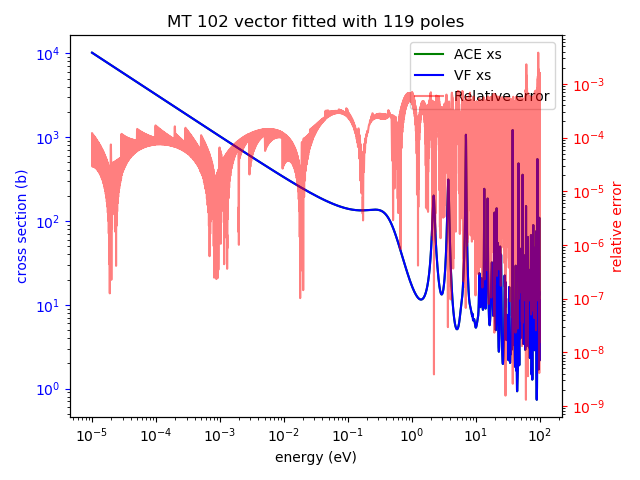 MT 102 vector fitted with 119 poles
ACE xs
VF xs
Relative error
10^4
10^3
10^2
10^1
10^0
cross section (b)
10^-3
10^-4
10^-5
10^-6
10^-7
10^-8
10^-9
relative error
10^-5 10^-4 10^-3 10^-2 10^-1 10^0 10^1 10^2
energy (eV)